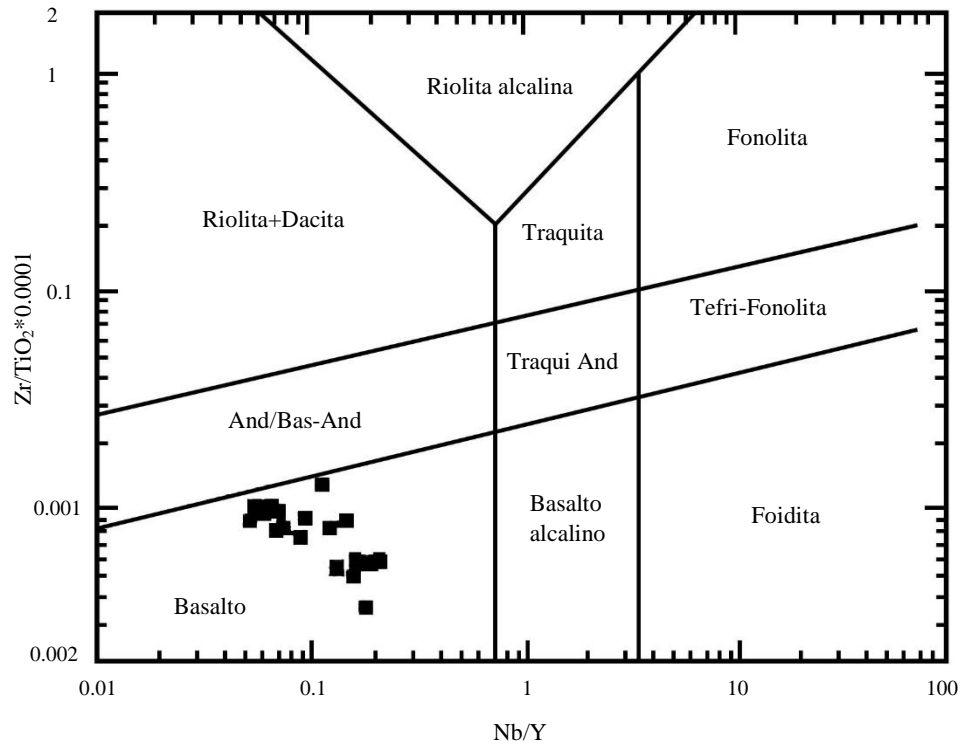 2
1
0.1
0.001
0.002
Zr/TiO₂*0.0001
Riolita alcalina
Fonolita
Riolita+Dacita
Traquita
Tefri-Fonolita
Traqui And
And/Bas-And
Basalto
alcalino
Foidita
Basalto
0.01
0.1
1
10
100
Nb/Y